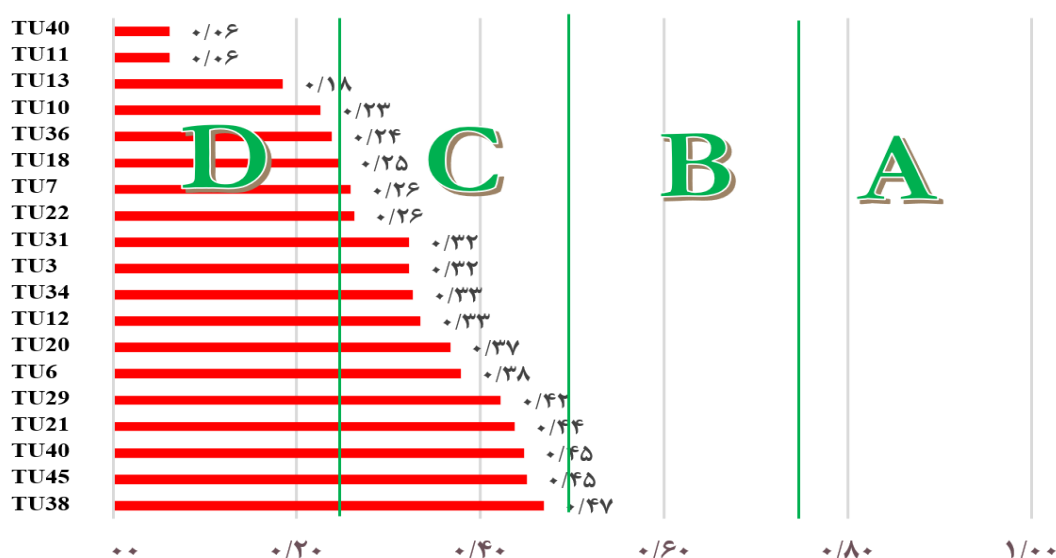 TU40 ۰/۰۶
TU11 ۰/۰۶
TU13 ۰/۱۸
TU10 ۰/۲۳
TU36 ۰/۲۴
TU18 ۰/۲۵
TU7 ۰/۲۶
TU22 ۰/۲۶
D C B A
TU31 ۰/۳۲
TU3 ۰/۳۲
TU34 ۰/۳۳
TU12 ۰/۳۳
TU20 ۰/۳۷
TU6 ۰/۳۸
TU29 ۰/۴۲
TU21 ۰/۴۴
TU40 ۰/۴۵
TU45 ۰/۴۵
TU38 ۰/۴۷
۰۰ ۰/۲۰ ۰/۴۰ ۰/۶۰ ۰/۸۰ ۱/۰۰